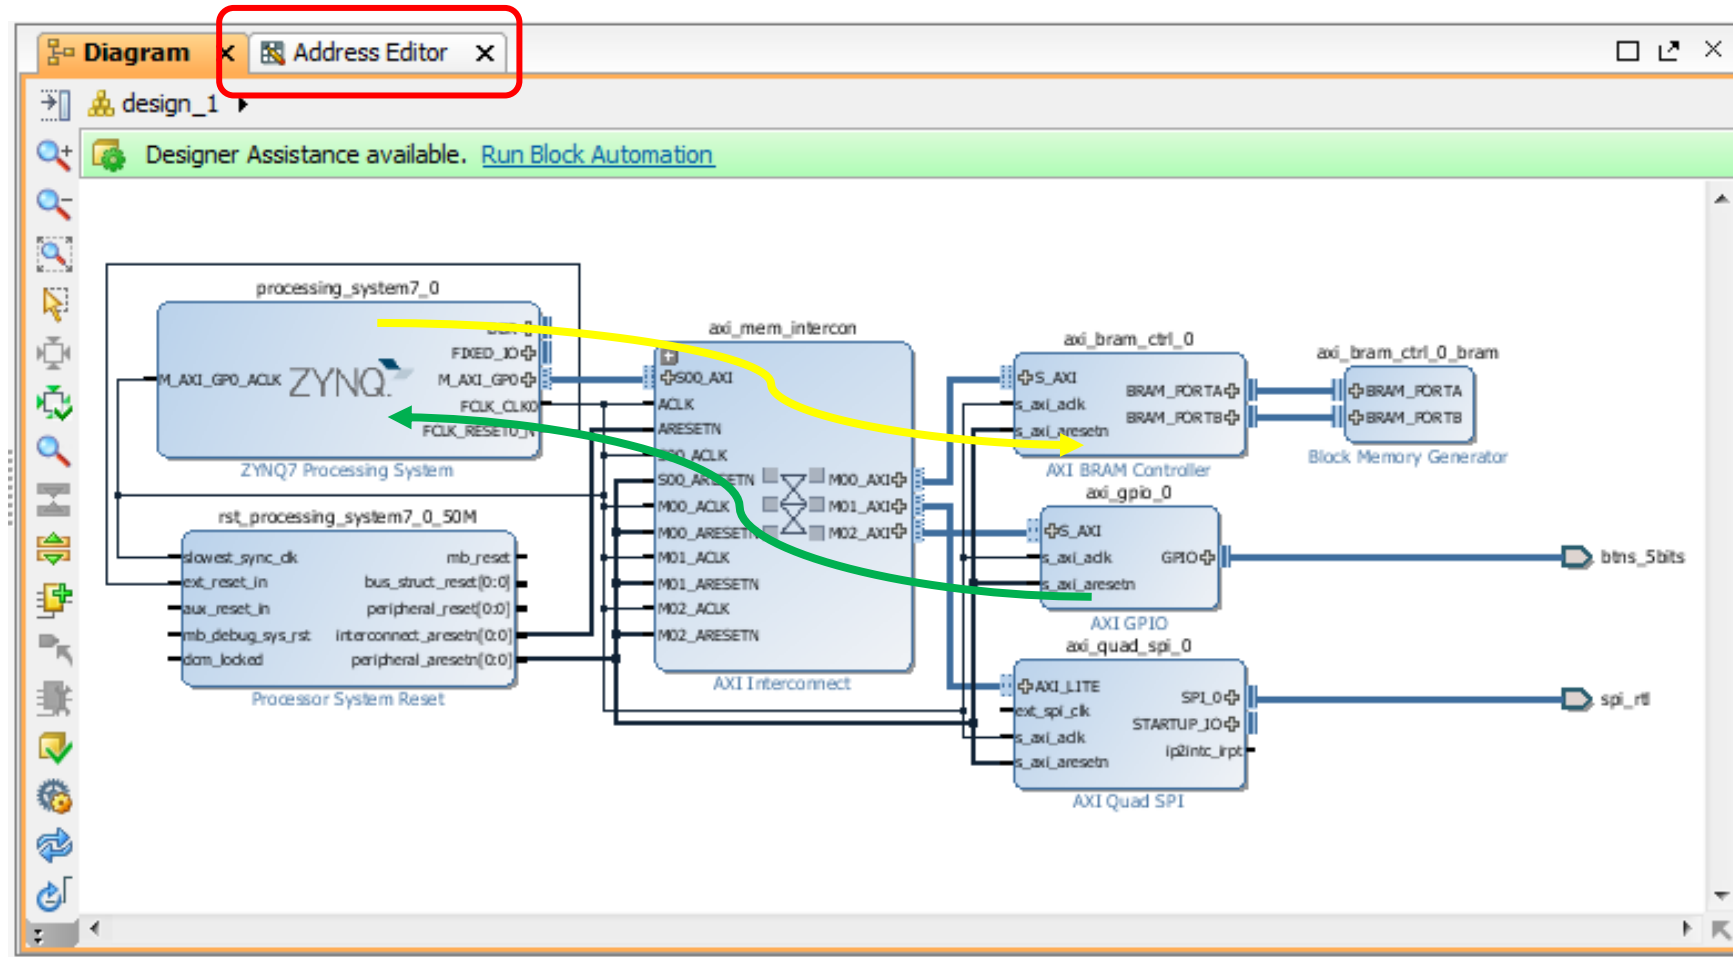 Diagram
Address Editor
design_1
Designer Assistance available. Run Block Automation
processing_system7_0
FIXED_IO
M_AXI_GP0_ACLK
ZYNQ
M_AXI_GP0
FCLK_CLK0
FCLK_RESET0_N
ZYNQ7 Processing System
rst_processing_system7_0_50M
slowest_sync_clk
mb_reset
ext_reset_in
bus_struct_reset[0:0]
aux_reset_in
peripheral_reset[0:0]
mb_debug_sys_rst
interconnect_aresetn[0:0]
dcm_locked
peripheral_aresetn[0:0]
Processor System Reset
axi_mem_intercon
S00_AXI
ACLK
ARESETN
S00_ACLK
S00_ARESETN
M00_AXI
M00_ACLK
M01_AXI
M00_ARESETN
M02_AXI
M01_ACLK
M01_ARESETN
M02_ACLK
M02_ARESETN
AXI Interconnect
axi_bram_ctrl_0
S_AXI
BRAM_PORTA
s_axi_aclk
BRAM_PORTB
s_axi_aresetn
AXI BRAM Controller
axi_bram_ctrl_0_bram
BRAM_PORTA
BRAM_PORTB
Block Memory Generator
axi_gpio_0
S_AXI
s_axi_aclk
GPIO
s_axi_aresetn
AXI GPIO
btns_5bits
axi_quad_spi_0
AXI_LITE
SPI_0
ext_spi_clk
STARTUP_IO
s_axi_aclk
ip2intc_irpt
s_axi_aresetn
AXI Quad SPI
spi_rtl